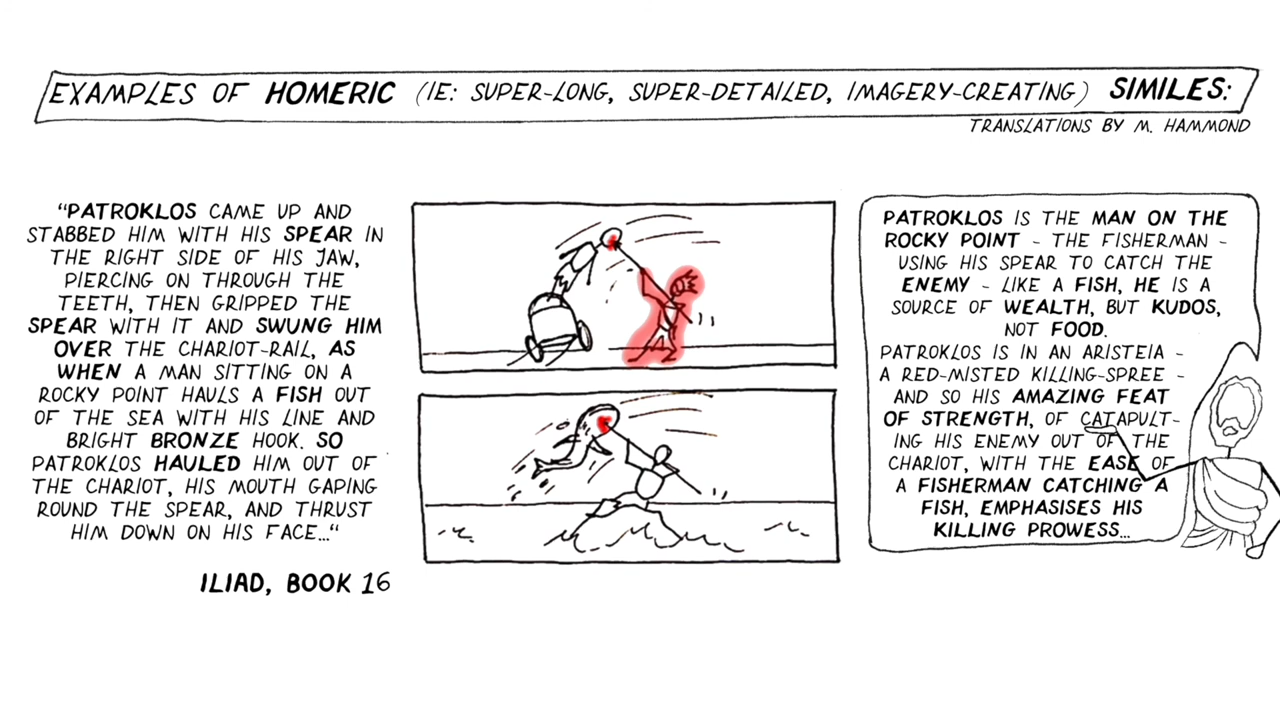 EXAMPLES OF HOMERIC (IE: SUPER-LONG, SUPER-DETAILED, IMAGERY-CREATING) SIMILES:
TRANSLATIONS BY M. HAMMOND
"PATROKLOS CAME UP AND
STABBED HIM WITH HIS SPEAR IN
THE RIGHT SIDE OF HIS JAW,
PIERCING ON THROUGH THE
TEETH, THEN GRIPPED THE
SPEAR WITH IT AND SWUNG HIM
OVER THE CHARIOT-RAIL, AS
WHEN A MAN SITTING ON A
ROCKY POINT HAULS A FISH OUT
OF THE SEA WITH HIS LINE AND
BRIGHT BRONZE HOOK. SO
PATROKLOS HAULED HIM OUT OF
THE CHARIOT, HIS MOUTH GAPING
ROUND THE SPEAR, AND THRUST
HIM DOWN ON HIS FACE..."
ILIAD, BOOK 16
PATROKLOS IS THE MAN ON THE
ROCKY POINT - THE FISHERMAN -
USING HIS SPEAR TO CATCH THE
ENEMY - LIKE A FISH, HE IS A
SOURCE OF WEALTH, BUT KUDOS,
NOT FOOD.
PATROKLOS IS IN AN ARISTEIA -
A RED-MISTED KILLING-SPREE -
AND SO HIS AMAZING FEAT
OF STRENGTH, OF CATAPULT-
ING HIS ENEMY OUT OF THE
CHARIOT, WITH THE EASE OF
A FISHERMAN CATCHING A
FISH, EMPHASISES HIS
KILLING PROWESS...